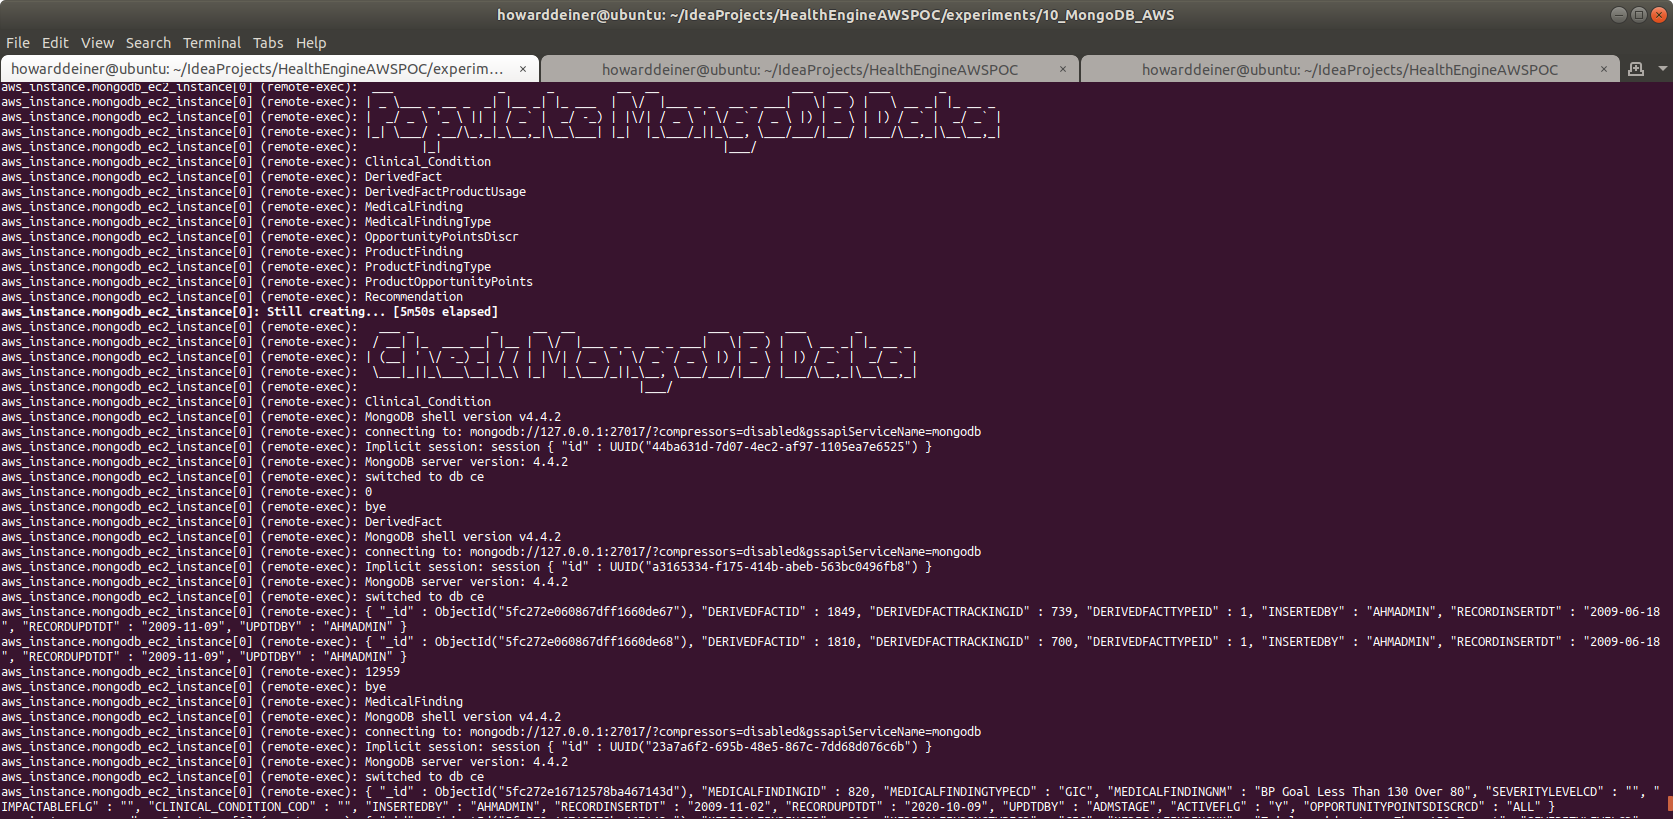 howarddeiner@ubuntu: ~/IdeaProjects/HealthEngineAWSPOC/experiments/10_MongoDB_AWS
File Edit View Search Terminal Tabs Help
howarddeiner@ubuntu: ~/IdeaProjects/HealthEngineAWSPOC/experim… × howarddeiner@ubuntu: ~/IdeaProjects/HealthEngineAWSPOC × howarddeiner@ubuntu: ~/IdeaProjects/HealthEngineAWSPOC ×
aws_instance.mongodb_ec2_instance[0] (remote-exec):
aws_instance.mongodb_ec2_instance[0] (remote-exec):
aws_instance.mongodb_ec2_instance[0] (remote-exec): Populate MongoDB Data
aws_instance.mongodb_ec2_instance[0] (remote-exec):
aws_instance.mongodb_ec2_instance[0] (remote-exec):
aws_instance.mongodb_ec2_instance[0] (remote-exec): Clinical_Condition
aws_instance.mongodb_ec2_instance[0] (remote-exec): DerivedFact
aws_instance.mongodb_ec2_instance[0] (remote-exec): DerivedFactProductUsage
aws_instance.mongodb_ec2_instance[0] (remote-exec): MedicalFinding
aws_instance.mongodb_ec2_instance[0] (remote-exec): MedicalFindingType
aws_instance.mongodb_ec2_instance[0] (remote-exec): OpportunityPointsDiscr
aws_instance.mongodb_ec2_instance[0] (remote-exec): ProductFinding
aws_instance.mongodb_ec2_instance[0] (remote-exec): ProductFindingType
aws_instance.mongodb_ec2_instance[0] (remote-exec): ProductOpportunityPoints
aws_instance.mongodb_ec2_instance[0] (remote-exec): Recommendation
aws_instance.mongodb_ec2_instance[0]: Still creating... [5m50s elapsed]
aws_instance.mongodb_ec2_instance[0] (remote-exec):
aws_instance.mongodb_ec2_instance[0] (remote-exec):
aws_instance.mongodb_ec2_instance[0] (remote-exec): Check MongoDB Data
aws_instance.mongodb_ec2_instance[0] (remote-exec):
aws_instance.mongodb_ec2_instance[0] (remote-exec):
aws_instance.mongodb_ec2_instance[0] (remote-exec): Clinical_Condition
aws_instance.mongodb_ec2_instance[0] (remote-exec): MongoDB shell version v4.4.2
aws_instance.mongodb_ec2_instance[0] (remote-exec): connecting to: mongodb://127.0.0.1:27017/?compressors=disabled&gssapiServiceName=mongodb
aws_instance.mongodb_ec2_instance[0] (remote-exec): Implicit session: session { "id" : UUID("44ba631d-7d07-4ec2-af97-1105ea7e6525") }
aws_instance.mongodb_ec2_instance[0] (remote-exec): MongoDB server version: 4.4.2
aws_instance.mongodb_ec2_instance[0] (remote-exec): switched to db ce
aws_instance.mongodb_ec2_instance[0] (remote-exec): 0
aws_instance.mongodb_ec2_instance[0] (remote-exec): bye
aws_instance.mongodb_ec2_instance[0] (remote-exec): DerivedFact
aws_instance.mongodb_ec2_instance[0] (remote-exec): MongoDB shell version v4.4.2
aws_instance.mongodb_ec2_instance[0] (remote-exec): connecting to: mongodb://127.0.0.1:27017/?compressors=disabled&gssapiServiceName=mongodb
aws_instance.mongodb_ec2_instance[0] (remote-exec): Implicit session: session { "id" : UUID("a3165334-f175-414b-abeb-563bc0496fb8") }
aws_instance.mongodb_ec2_instance[0] (remote-exec): MongoDB server version: 4.4.2
aws_instance.mongodb_ec2_instance[0] (remote-exec): switched to db ce
aws_instance.mongodb_ec2_instance[0] (remote-exec): { "_id" : ObjectId("5fc272e060867dff1660de67"), "DERIVEDFACTID" : 1849, "DERIVEDFACTTRACKINGID" : 739, "DERIVEDFACTTYPEID" : 1, "INSERTEDBY" : "AHMADMIN", "RECORDINSERTDT" : "2009-06-18
", "RECORDUPDTDT" : "2009-11-09", "UPDTDBY" : "AHMADMIN" }
aws_instance.mongodb_ec2_instance[0] (remote-exec): { "_id" : ObjectId("5fc272e060867dff1660de68"), "DERIVEDFACTID" : 1810, "DERIVEDFACTTRACKINGID" : 700, "DERIVEDFACTTYPEID" : 1, "INSERTEDBY" : "AHMADMIN", "RECORDINSERTDT" : "2009-06-18
", "RECORDUPDTDT" : "2009-11-09", "UPDTDBY" : "AHMADMIN" }
aws_instance.mongodb_ec2_instance[0] (remote-exec): 12959
aws_instance.mongodb_ec2_instance[0] (remote-exec): bye
aws_instance.mongodb_ec2_instance[0] (remote-exec): MedicalFinding
aws_instance.mongodb_ec2_instance[0] (remote-exec): MongoDB shell version v4.4.2
aws_instance.mongodb_ec2_instance[0] (remote-exec): connecting to: mongodb://127.0.0.1:27017/?compressors=disabled&gssapiServiceName=mongodb
aws_instance.mongodb_ec2_instance[0] (remote-exec): Implicit session: session { "id" : UUID("23a7a6f2-695b-48e5-867c-7dd68d076c6b") }
aws_instance.mongodb_ec2_instance[0] (remote-exec): MongoDB server version: 4.4.2
aws_instance.mongodb_ec2_instance[0] (remote-exec): switched to db ce
aws_instance.mongodb_ec2_instance[0] (remote-exec): { "_id" : ObjectId("5fc272e16712578ba467143d"), "MEDICALFINDINGID" : 820, "MEDICALFINDINGTYPECD" : "GIC", "MEDICALFINDINGNM" : "BP Goal Less Than 130 Over 80", "SEVERITYLEVELCD" : "", "
IMPACTABLEFLG" : "", "CLINICAL_CONDITION_COD" : "", "INSERTEDBY" : "AHMADMIN", "RECORDINSERTDT" : "2009-11-02", "RECORDUPDTDT" : "2020-10-09", "UPDTDBY" : "ADMSTAGE", "ACTIVEFLG" : "Y", "OPPORTUNITYPOINTSDISCRCD" : "ALL" }